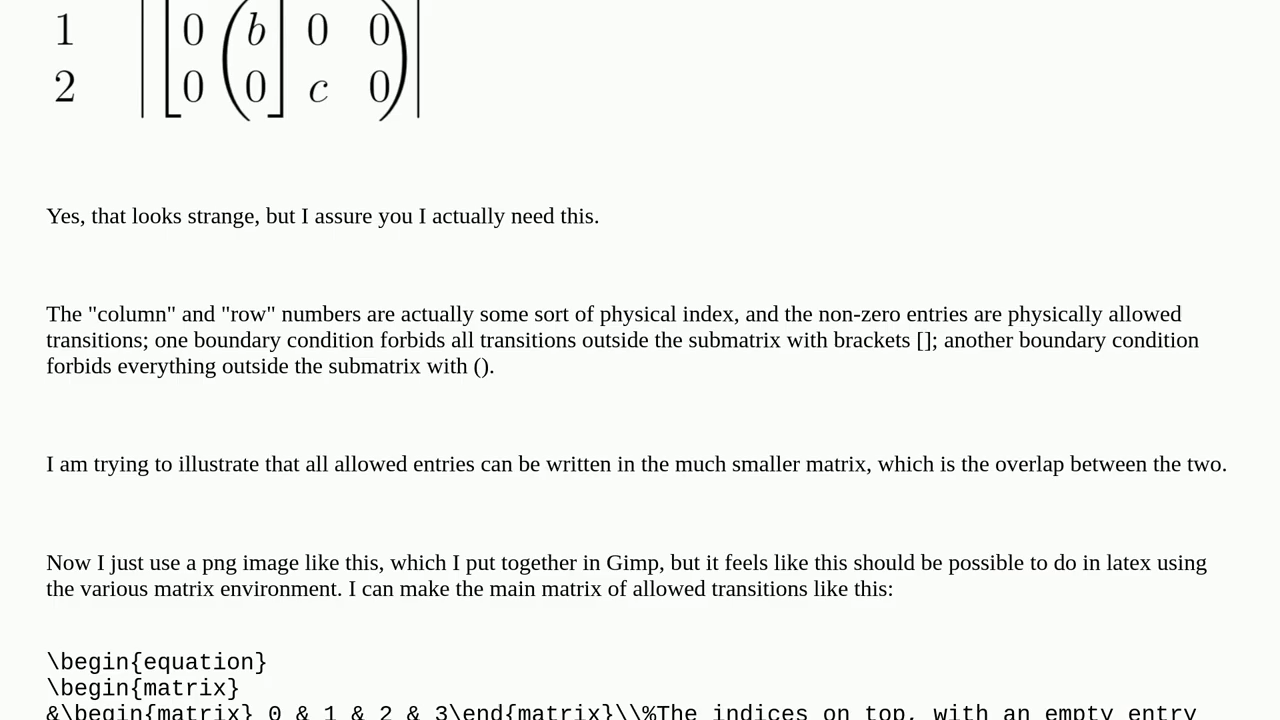 1 | [ 0 ( b ] 0 0 ) |
2 0 0 c 0
Yes, that looks strange, but I assure you I actually need this.
The "column" and "row" numbers are actually some sort of physical index, and the non-zero entries are physically allowed
transitions; one boundary condition forbids all transitions outside the submatrix with brackets []; another boundary condition
forbids everything outside the submatrix with ().
I am trying to illustrate that all allowed entries can be written in the much smaller matrix, which is the overlap between the two.
Now I just use a png image like this, which I put together in Gimp, but it feels like this should be possible to do in latex using
the various matrix environment. I can make the main matrix of allowed transitions like this:
\begin{equation}
\begin{matrix}
&\begin{matrix} 0 & 1 & 2 & 3\end{matrix}\\%The indices on top, with an empty entry